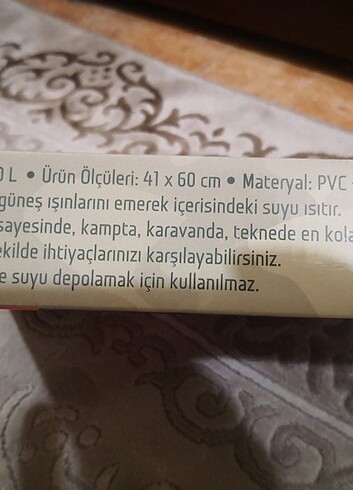 0 L • Ürün Ölçüleri: 41 x 60 cm • Materyal: PVC
güneş ışınlarını emerek içerisindeki suyu ısıtır.
sayesinde, kampta, karavanda, teknede en kola
ekilde ihtiyaçlarınızı karşılayabilirsiniz.
e suyu depolamak için kullanılmaz.